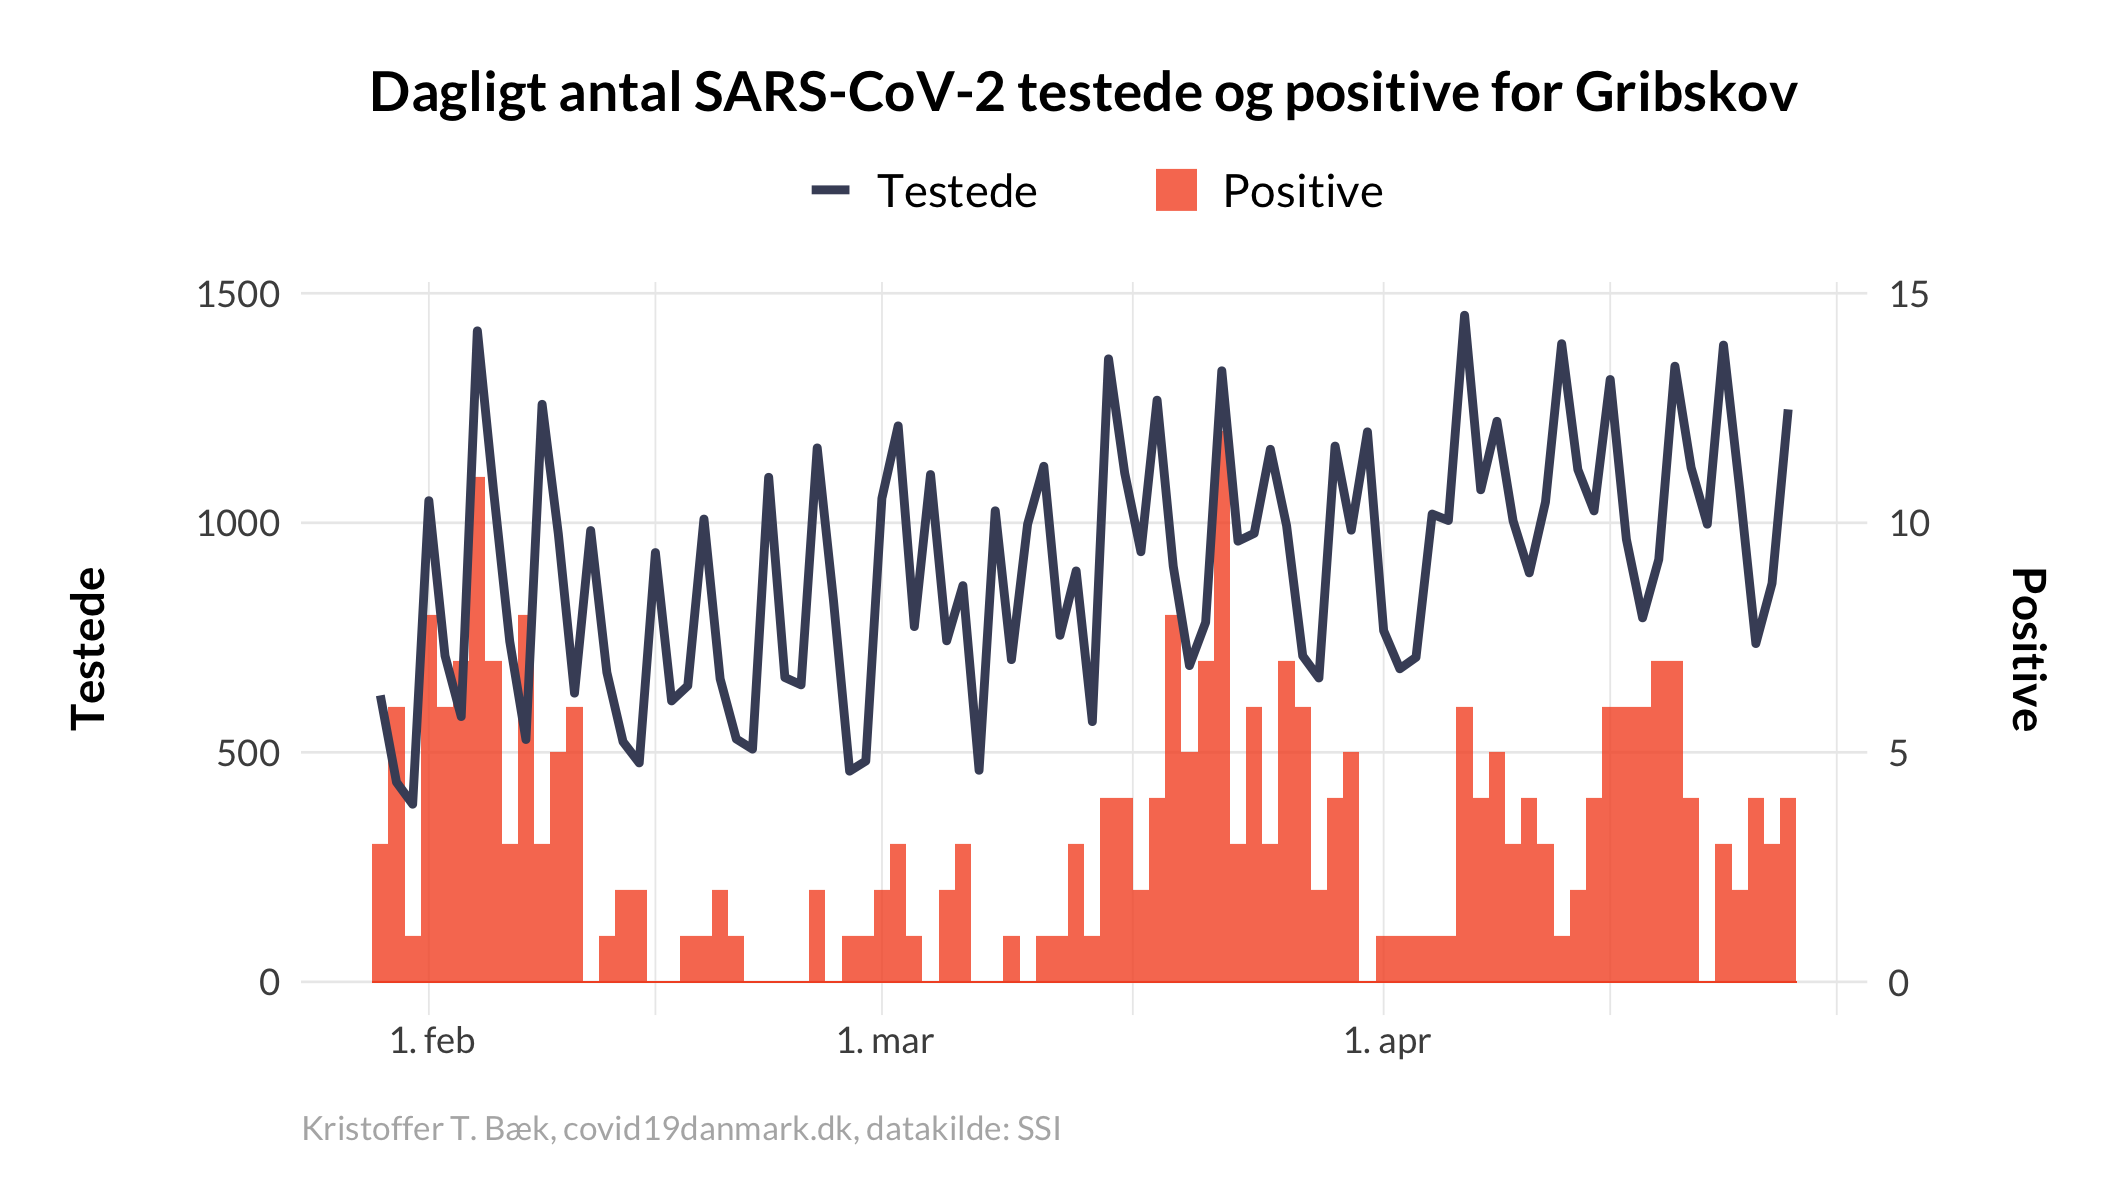 Dagligt antal SARS-CoV-2 testede og positive for Gribskov
Testede
Positive
1500
1000
500
0
15
10
5
0
Testede
Positive
1. feb
1. mar
1. apr
Kristoffer T. Bæk, covid19danmark.dk, datakilde: SSI